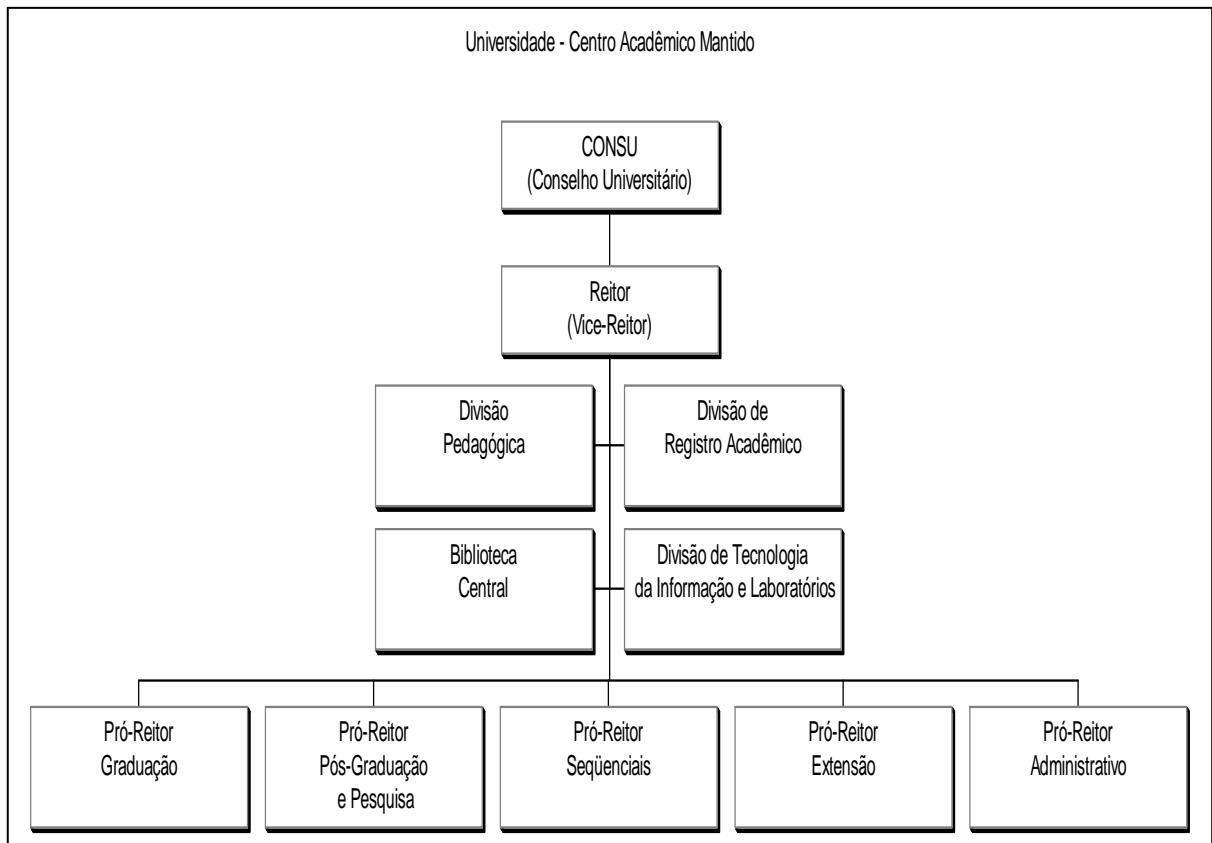 Universidade - Centro Acadêmico Mantido
CONSU
(Conselho Universitário)
Reitor
(Vice-Reitor)
Divisão
Pedagógica
Divisão de
Registro Acadêmico
Biblioteca
Central
Divisão de Tecnologia
da Informação e Laboratórios
Pró-Reitor
Graduação
Pró-Reitor
Pós-Graduação
e Pesquisa
Pró-Reitor
Seqüenciais
Pró-Reitor
Extensão
Pró-Reitor
Administrativo